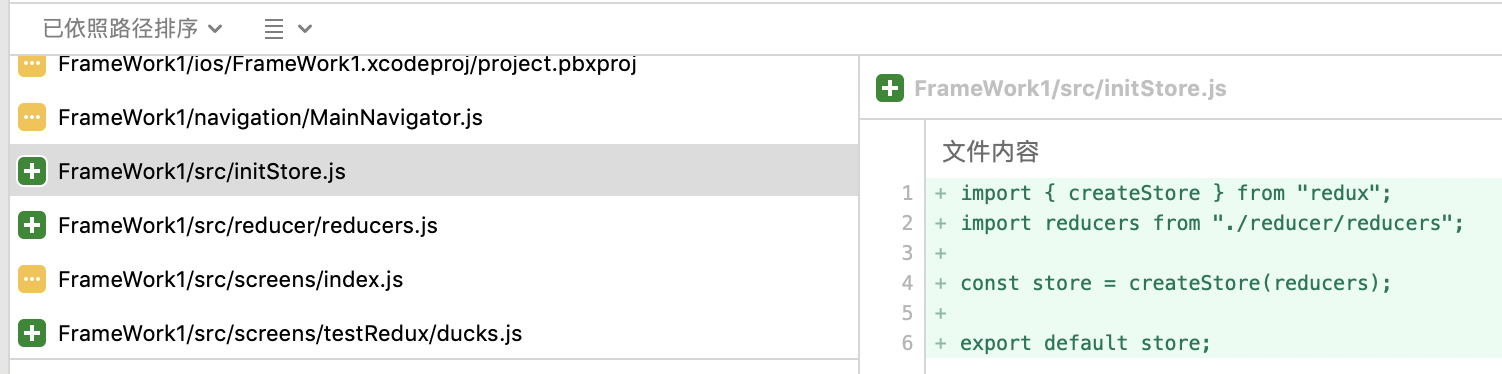 已依照路径排序
FrameWork1/ios/FrameWork1.xcodeproj/project.pbxproj
FrameWork1/navigation/MainNavigator.js
FrameWork1/src/initStore.js
FrameWork1/src/reducer/reducers.js
FrameWork1/src/screens/index.js
FrameWork1/src/screens/testRedux/ducks.js
FrameWork1/src/initStore.js
文件内容
1 + import { createStore } from "redux";
2 + import reducers from "./reducer/reducers";
3 +
4 + const store = createStore(reducers);
5 +
6 + export default store;